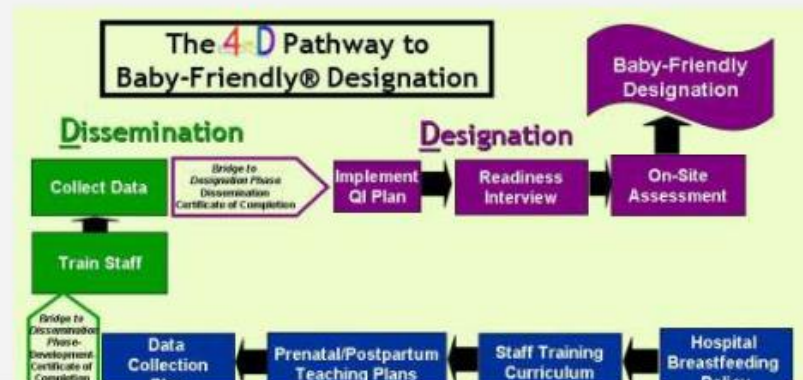 The 4-D Pathway to
Baby-Friendly® Designation
Baby-Friendly
Designation
Dissemination
Designation
Collect Data
Bridge to
Designation Phase
Dissemination
Certificate of Completion
Implement
QI Plan
Readiness
Interview
On-Site
Assessment
Train Staff
Bridge to
Dissemination
Phase-
Development
Certificate of
Completion
Data
Collection
Prenatal/Postpartum
Teaching Plans
Staff Training
Curriculum
Hospital
Breastfeeding